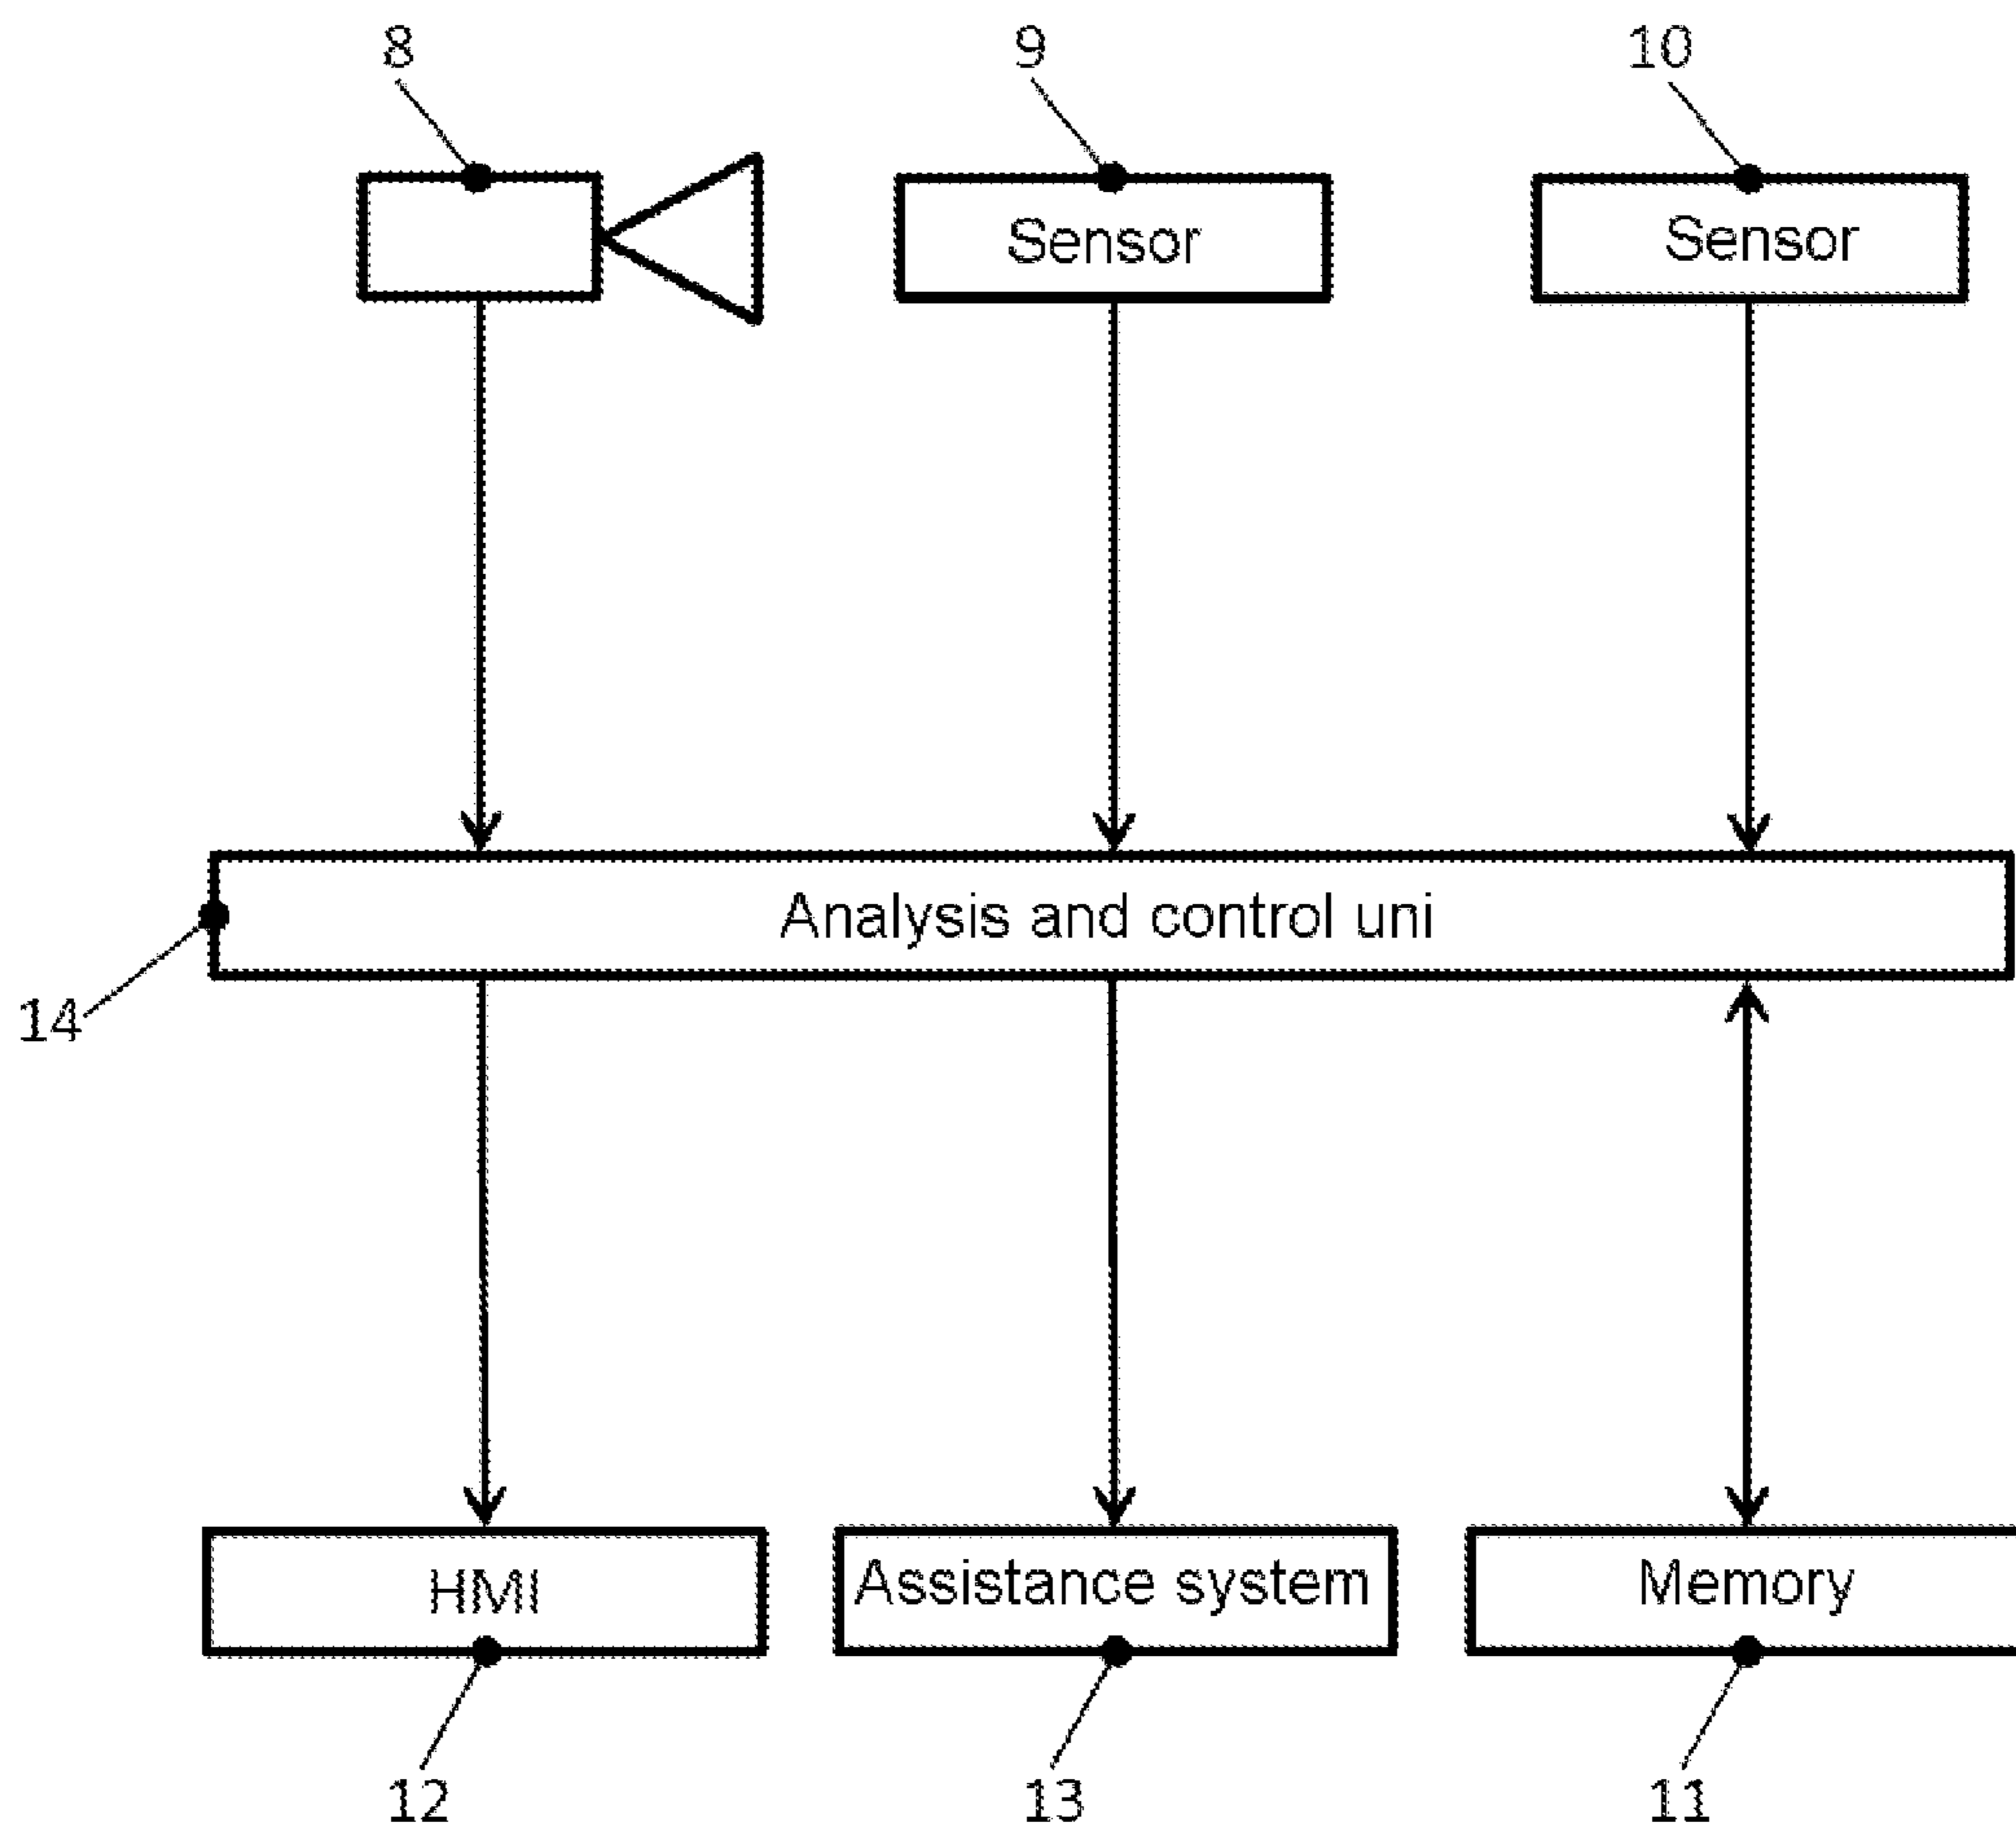 8
9
10
Sensor
Sensor
Analysis and control uni
14
HMI
Assistance system
Memory
12
13
11